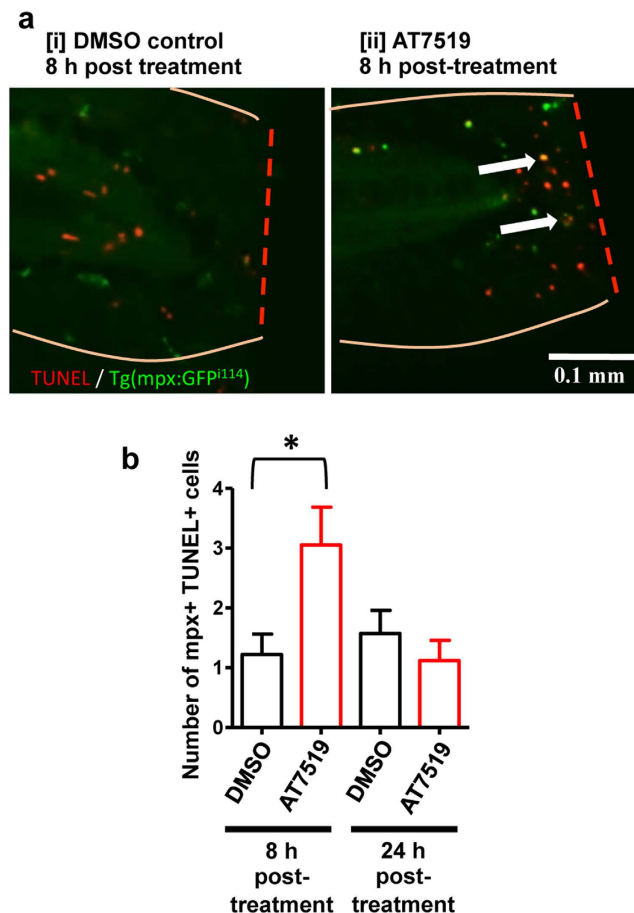 a
[i] DMSO control
8 h post treatment
[ii] AT7519
8 h post-treatment
TUNEL / Tg(mpx:GFPi114)
0.1 mm
b
*
Number of mpx+ TUNEL+ cells
4
3
2
1
0
DMSO
AT7519
DMSO
AT7519
8 h
post-
treatment
24 h
post-
treatment